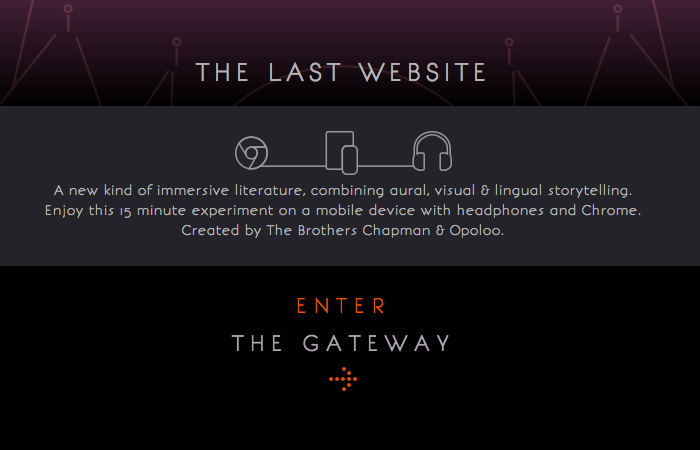 THE LAST WEBSITE
A new kind of immersive literature, combining aural, visual & lingual storytelling.
Enjoy this 15 minute experiment on a mobile device with headphones and Chrome.
Created by The Brothers Chapman & Opoloo.
ENTER
THE GATEWAY